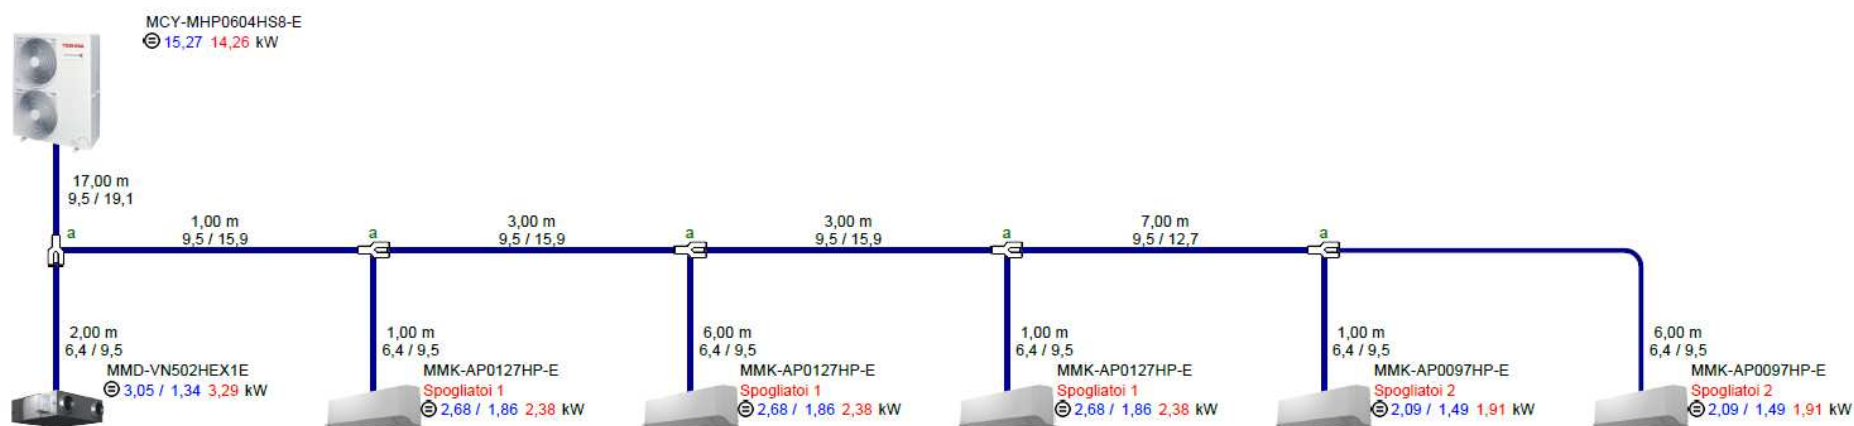 MCY-MHP0604HS8-E
15,27 14,26 kW
TOSHIBA
17,00 m
9,5 / 19,1
a
1,00 m
9,5 / 15,9
a
3,00 m
9,5 / 15,9
a
3,00 m
9,5 / 15,9
a
7,00 m
9,5 / 12,7
a
2,00 m
6,4 / 9,5
MMD-VN502HEX1E
3,05 / 1,34 3,29 kW
1,00 m
6,4 / 9,5
MMK-AP0127HP-E
Spogliatoi 1
2,68 / 1,86 2,38 kW
6,00 m
6,4 / 9,5
MMK-AP0127HP-E
Spogliatoi 1
2,68 / 1,86 2,38 kW
1,00 m
6,4 / 9,5
MMK-AP0127HP-E
Spogliatoi 1
2,68 / 1,86 2,38 kW
1,00 m
6,4 / 9,5
MMK-AP0097HP-E
Spogliatoi 2
2,09 / 1,49 1,91 kW
6,00 m
6,4 / 9,5
MMK-AP0097HP-E
Spogliatoi 2
2,09 / 1,49 1,91 kW